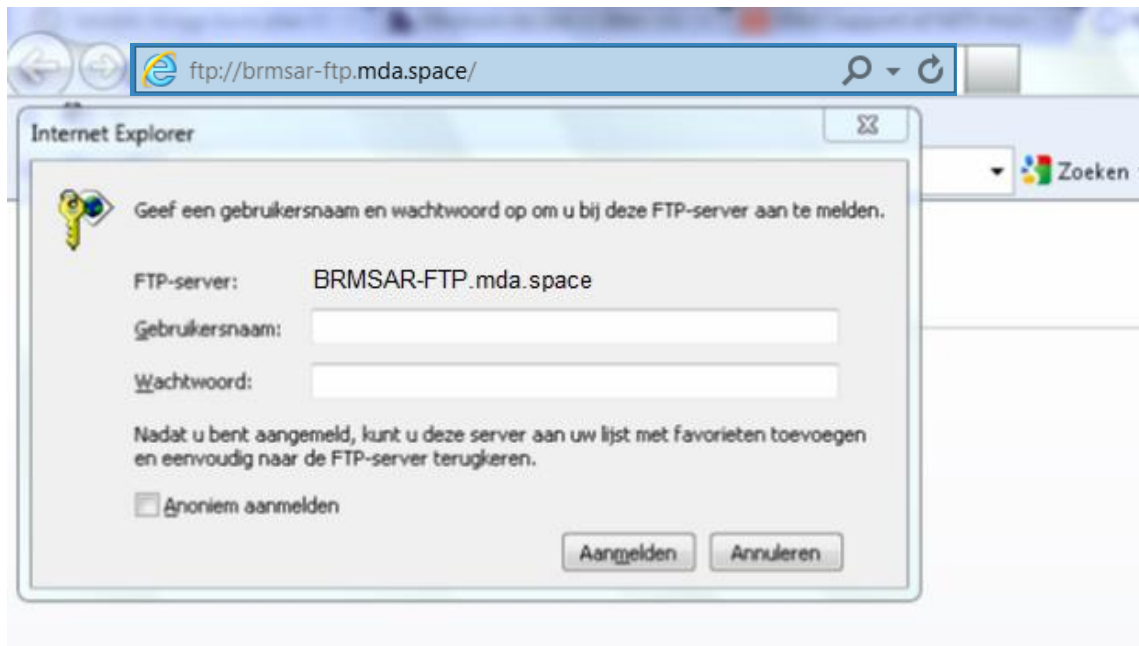 ftp://brmsar-ftp.mda.space/
Internet Explorer
Zoeken
Geef een gebruikersnaam en wachtwoord op om u bij deze FTP-server aan te melden.
FTP-server: BRMSAR-FTP.mda.space
Gebruikersnaam:
Wachtwoord:
Nadat u bent aangemeld, kunt u deze server aan uw lijst met favorieten toevoegen
en eenvoudig naar de FTP-server terugkeren.
Anoniem aanmelden
Aanmelden Annuleren